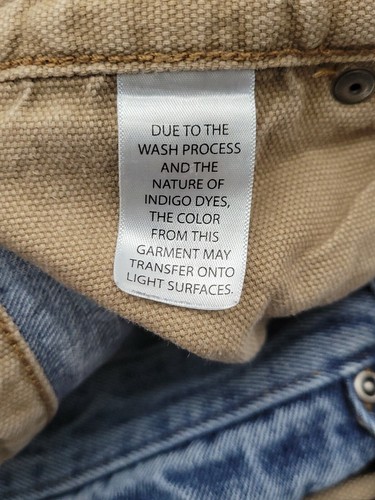 DUE TO THE
WASH PROCESS
AND THE
NATURE OF
INDIGO DYES,
THE COLOR
FROM THIS
GARMENT MAY
TRANSFER ONTO
LIGHT SURFACES.